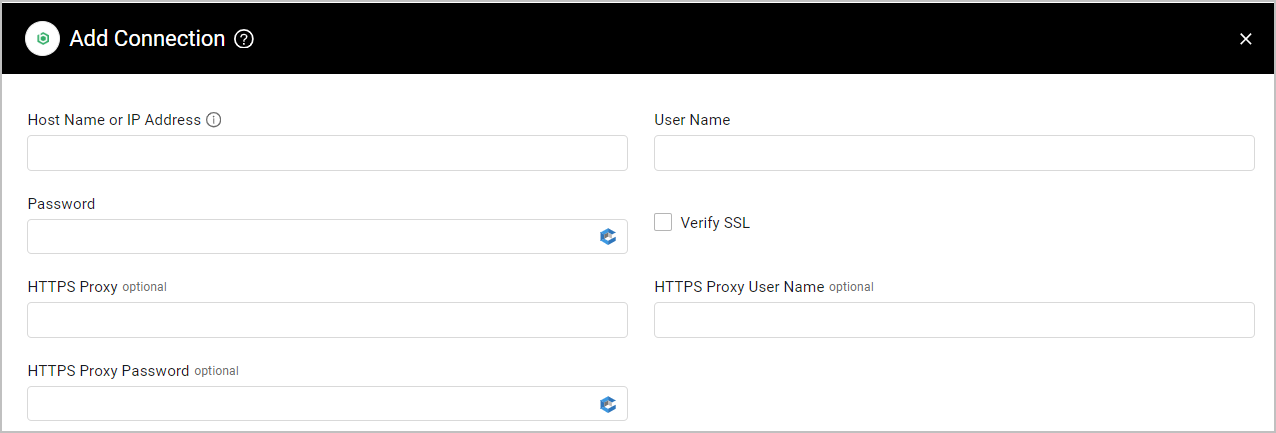 Add Connection ?
Host Name or IP Address i
User Name
Password
Verify SSL
HTTPS Proxy optional
HTTPS Proxy User Name optional
HTTPS Proxy Password optional